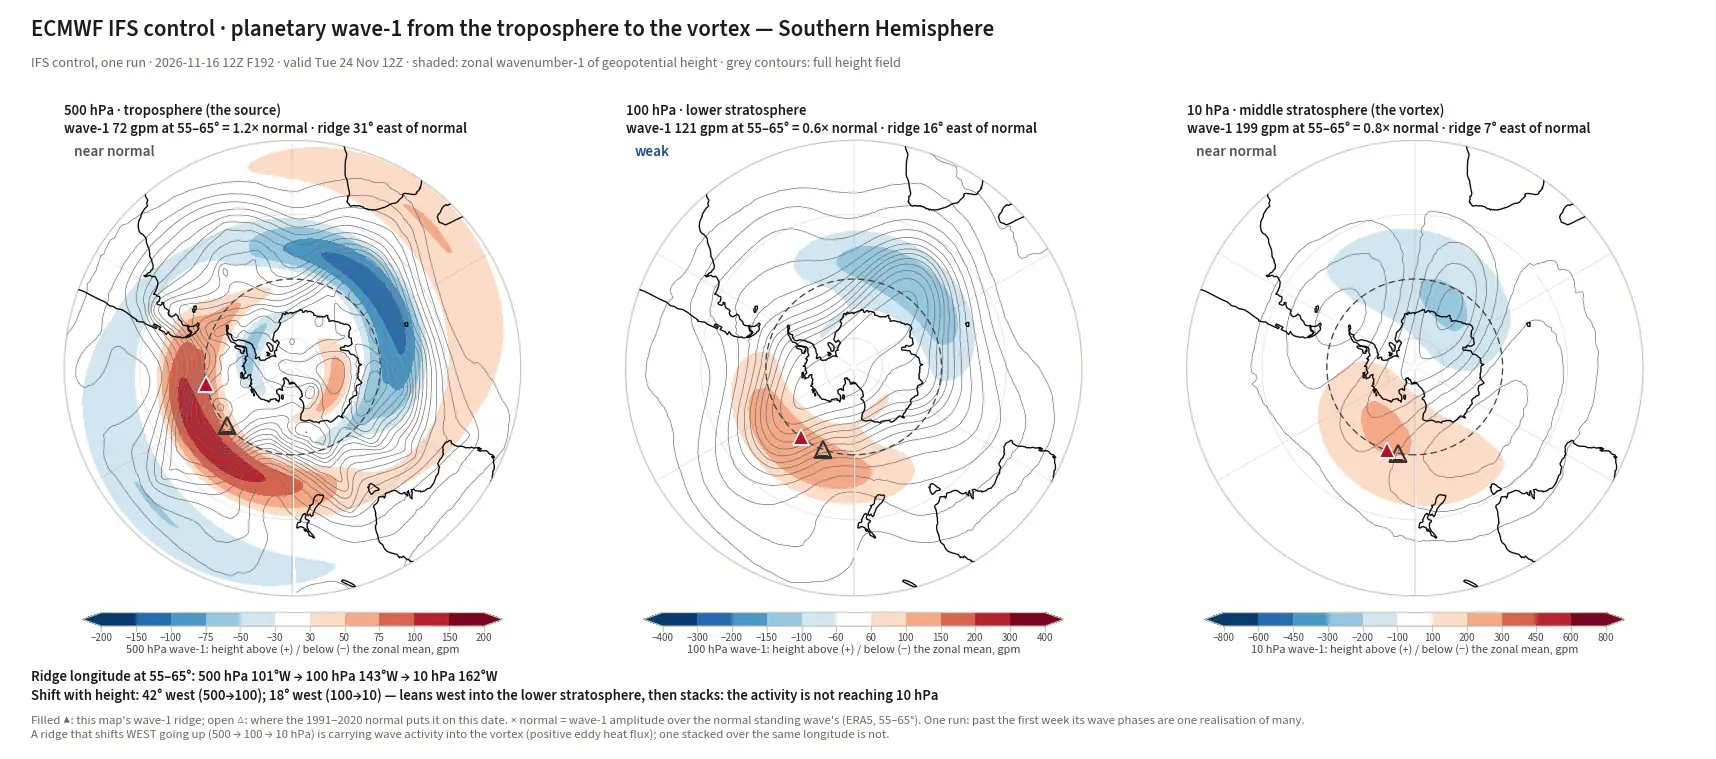 ECMWF IFS control · planetary wave-1 from the troposphere to the vortex — Southern Hemisphere
IFS control, one run · 2026-11-16 12Z F192 · valid Tue 24 Nov 12Z · shaded: zonal wavenumber-1 of geopotential height · grey contours: full height field
500 hPa · troposphere (the source)
wave-1 72 gpm at 55–65° = 1.2× normal · ridge 31° east of normal
near normal
100 hPa · lower stratosphere
wave-1 121 gpm at 55–65° = 0.6× normal · ridge 16° east of normal
weak
10 hPa · middle stratosphere (the vortex)
wave-1 199 gpm at 55–65° = 0.8× normal · ridge 7° east of normal
near normal
−200 −150 −100 −75 −50 −30 30 50 75 100 150 200
500 hPa wave-1: height above (+) / below (−) the zonal mean, gpm
−400 −300 −200 −150 −100 −60 60 100 150 200 300 400
100 hPa wave-1: height above (+) / below (−) the zonal mean, gpm
−800 −600 −450 −300 −200 −100 100 200 300 450 600 800
10 hPa wave-1: height above (+) / below (−) the zonal mean, gpm
Ridge longitude at 55–65°: 500 hPa 101°W → 100 hPa 143°W → 10 hPa 162°W
Shift with height: 42° west (500→100); 18° west (100→10) — leans west into the lower stratosphere, then stacks: the activity is not reaching 10 hPa
Filled ▲: this map's wave-1 ridge; open △: where the 1991–2020 normal puts it on this date. × normal = wave-1 amplitude over the normal standing wave's (ERA5, 55–65°). One run: past the first week its wave phases are one realisation of many.
A ridge that shifts WEST going up (500 → 100 → 10 hPa) is carrying wave activity into the vortex (positive eddy heat flux); one stacked over the same longitude is not.